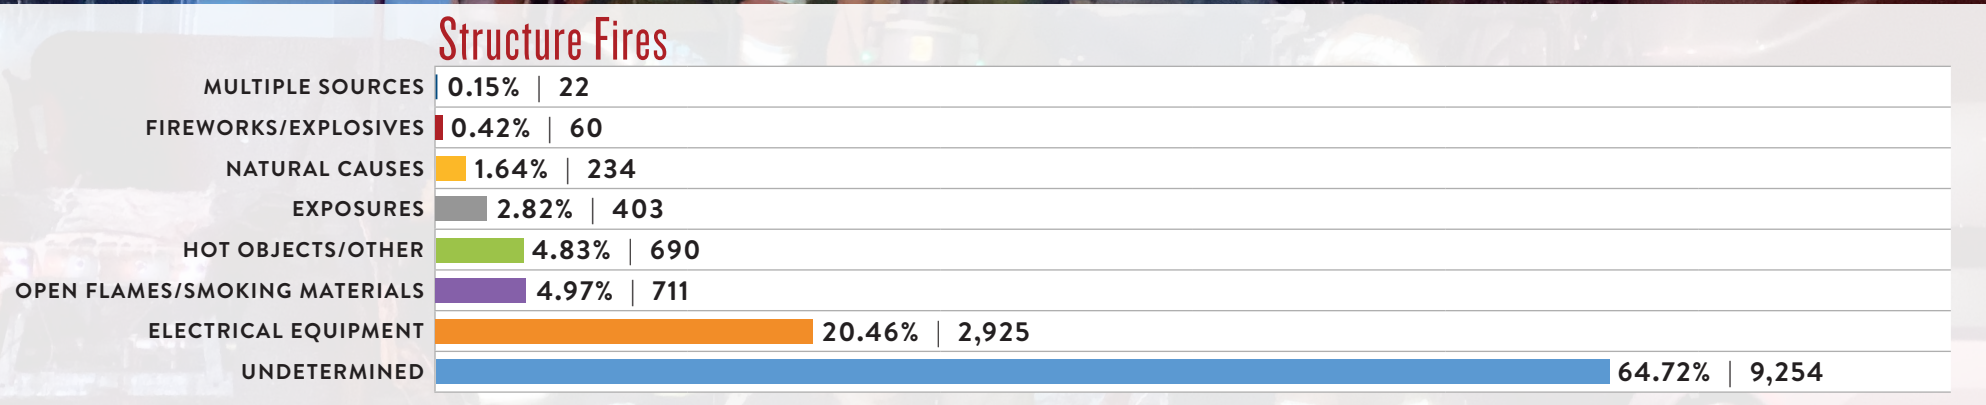 Structure Fires
MULTIPLE SOURCES 0.15% | 22
FIREWORKS/EXPLOSIVES 0.42% | 60
NATURAL CAUSES 1.64% | 234
EXPOSURES 2.82% | 403
HOT OBJECTS/OTHER 4.83% | 690
OPEN FLAMES/SMOKING MATERIALS 4.97% | 711
ELECTRICAL EQUIPMENT 20.46% | 2,925
UNDETERMINED 64.72% | 9,254